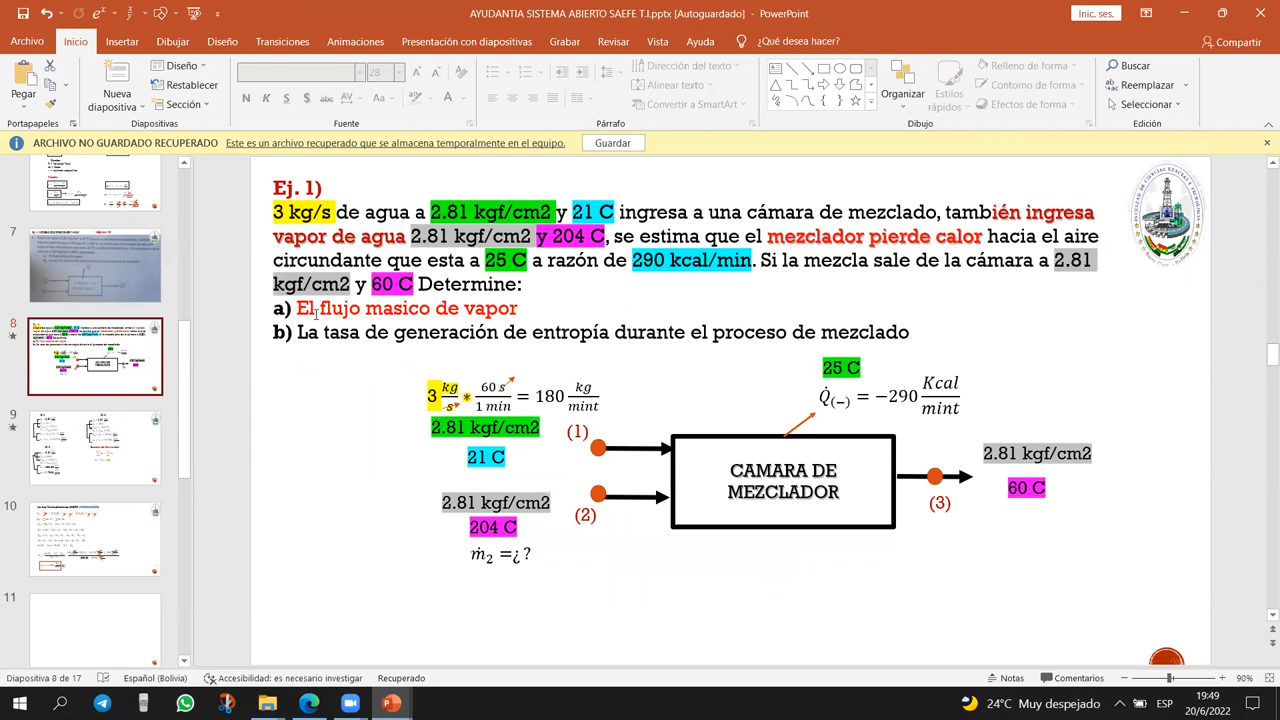 AYUDANTIA SISTEMA ABIERTO SAEFE T.I.pptx [Autoguardado] - PowerPoint
Inic. ses.
Archivo Inicio Insertar Dibujar Diseño Transiciones Animaciones Presentación con diapositivas Grabar Revisar Vista Ayuda ¿Qué desea hacer? Compartir
Pegar
Nueva diapositiva
Diseño
Restablecer
Sección
28
N K S S abc AV Aa A
Dirección del texto
Alinear texto
Convertir a SmartArt
Organizar
Estilos rápidos
Relleno de forma
Contorno de forma
Efectos de forma
Buscar
Reemplazar
Seleccionar
Portapapeles Diapositivas Fuente Párrafo Dibujo Edición
ARCHIVO NO GUARDADO RECUPERADO Este es un archivo recuperado que se almacena temporalmente en el equipo. Guardar
7
8
9
10
11
Ej. 1)
3 kg/s de agua a 2.81 kgf/cm2 y 21 C ingresa a una cámara de mezclado, también ingresa
vapor de agua 2.81 kgf/cm2 y 204 C, se estima que el mezclador pierde calor hacia el aire
circundante que esta a 25 C a razón de 290 kcal/min. Si la mezcla sale de la cámara a 2.81
kgf/cm2 y 60 C Determine:
a) El flujo masico de vapor
b) La tasa de generacion de entropía durante el proceso de mezclado
3 kg/s * 60 s/1 min = 180 kg/mint
2.81 kgf/cm2
21 C
(1)
25 C
Q̇(−) = −290 Kcal/mint
CAMARA DE
MEZCLADOR
2.81 kgf/cm2
204 C
ṁ2 =¿ ?
(2)
2.81 kgf/cm2
60 C
(3)
Diapositiva 8 de 17 Español (Bolivia) Accesibilidad: es necesario investigar Recuperado Notas Comentarios 90%
24°C Muy despejado ESP 19:49
20/6/2022